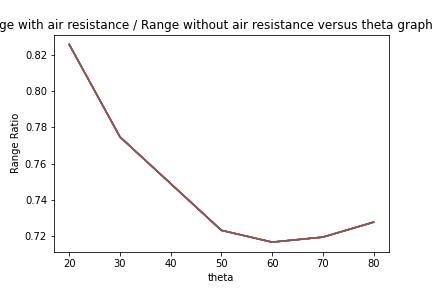 ge with air resistance / Range without air resistance versus theta graph
0.82
0.80
0.78
0.76
0.74
0.72
Range Ratio
20 30 40 50 60 70 80
theta